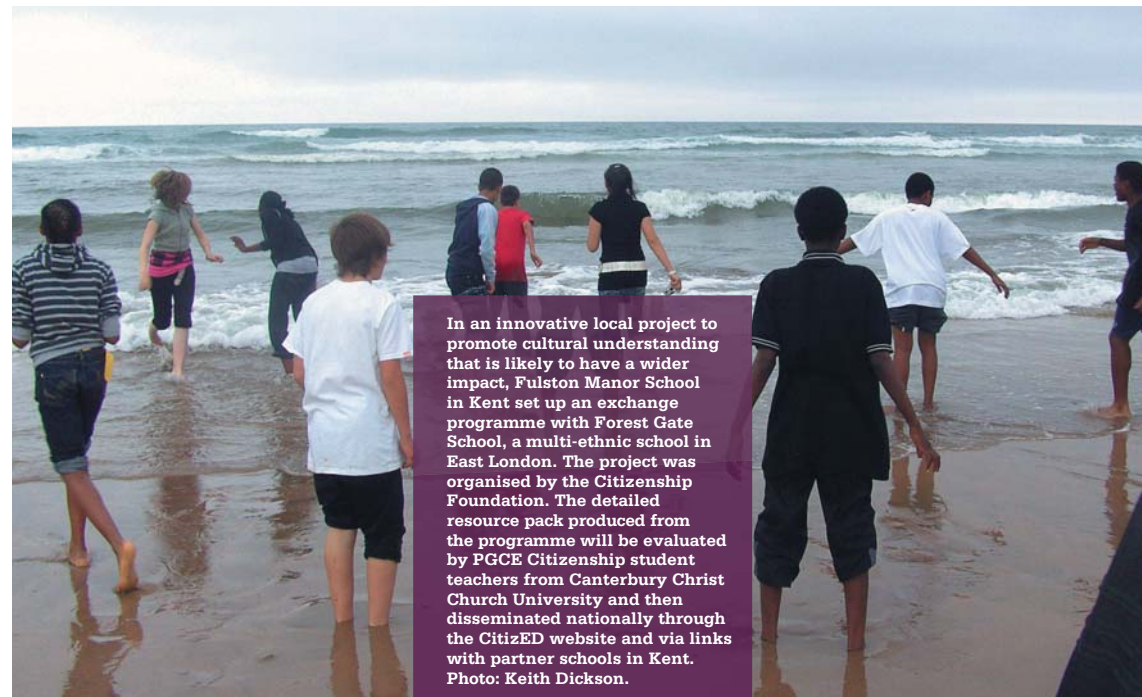 In an innovative local project to
promote cultural understanding
that is likely to have a wider
impact, Fulston Manor School
in Kent set up an exchange
programme with Forest Gate
School, a multi-ethnic school in
East London. The project was
organised by the Citizenship
Foundation. The detailed
resource pack produced from
the programme will be evaluated
by PGCE Citizenship student
teachers from Canterbury Christ
Church University and then
disseminated nationally through
the CitizED website and via links
with partner schools in Kent.
Photo: Keith Dickson.